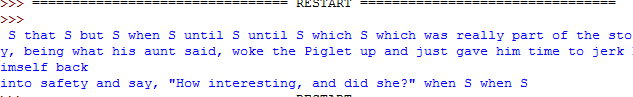 >>> ================================ RESTART ================================
>>>
S that S but S when S until S until S which S which was really part of the sto
y, being what his aunt said, woke the Piglet up and just gave him time to jerk
imself back
into safety and say, "How interesting, and did she?" when S when S
RESTART